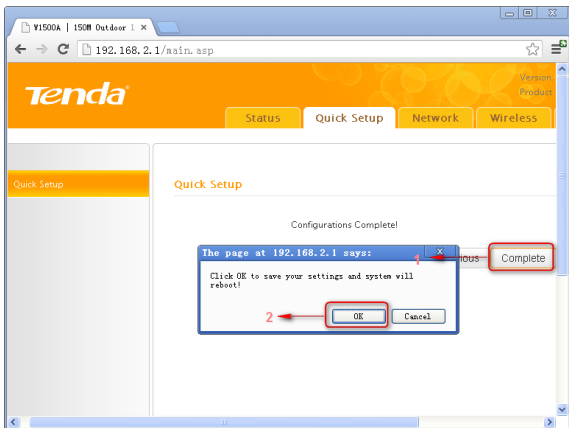 W1500A | 150M Outdoor l
192.168.2.1/main.asp
Tenda
Version:
Product
Status Quick Setup Network Wireless
Quick Setup
Quick Setup
Configurations Complete!
The page at 192.168.2.1 says:
1
ious Complete
Click OK to save your settings and system will
reboot!
2
OK Cancel